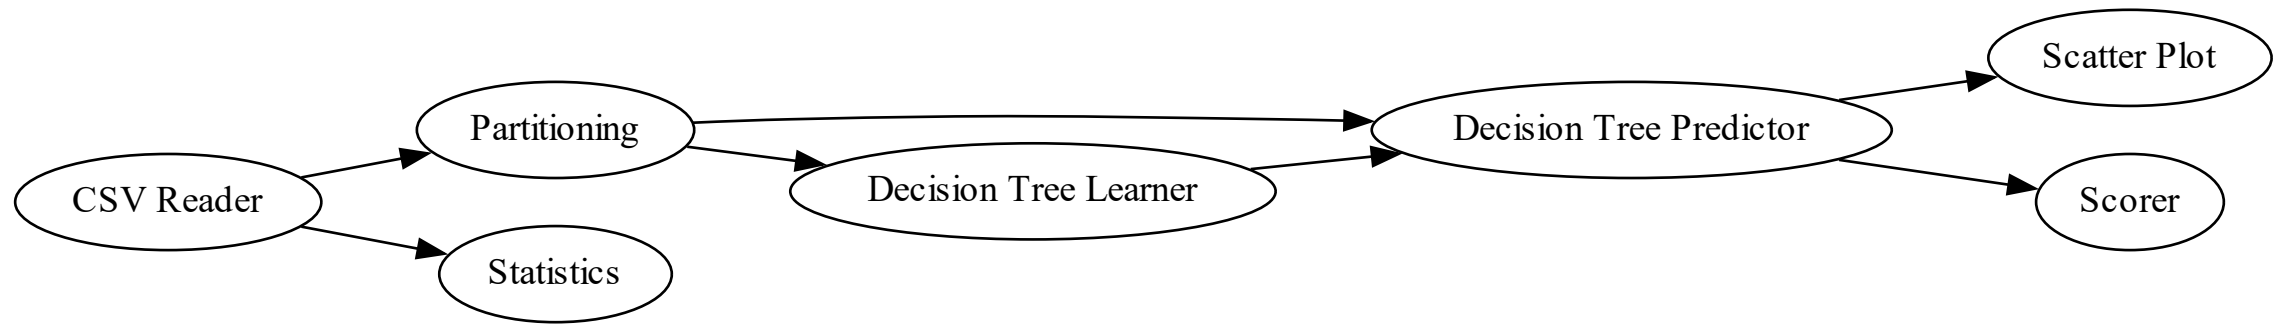 CSV Reader
Partitioning
Statistics
Decision Tree Learner
Decision Tree Predictor
Scatter Plot
Scorer